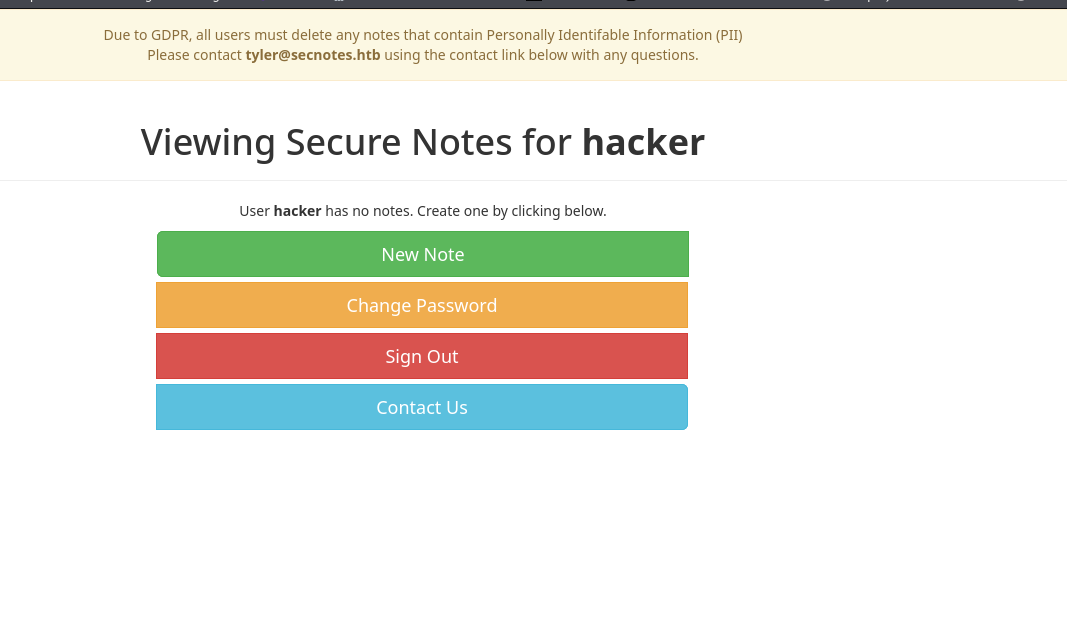 Due to GDPR, all users must delete any notes that contain Personally Identifable Information (PII)
Please contact tyler@secnotes.htb using the contact link below with any questions.
Viewing Secure Notes for hacker
User hacker has no notes. Create one by clicking below.
New Note
Change Password
Sign Out
Contact Us